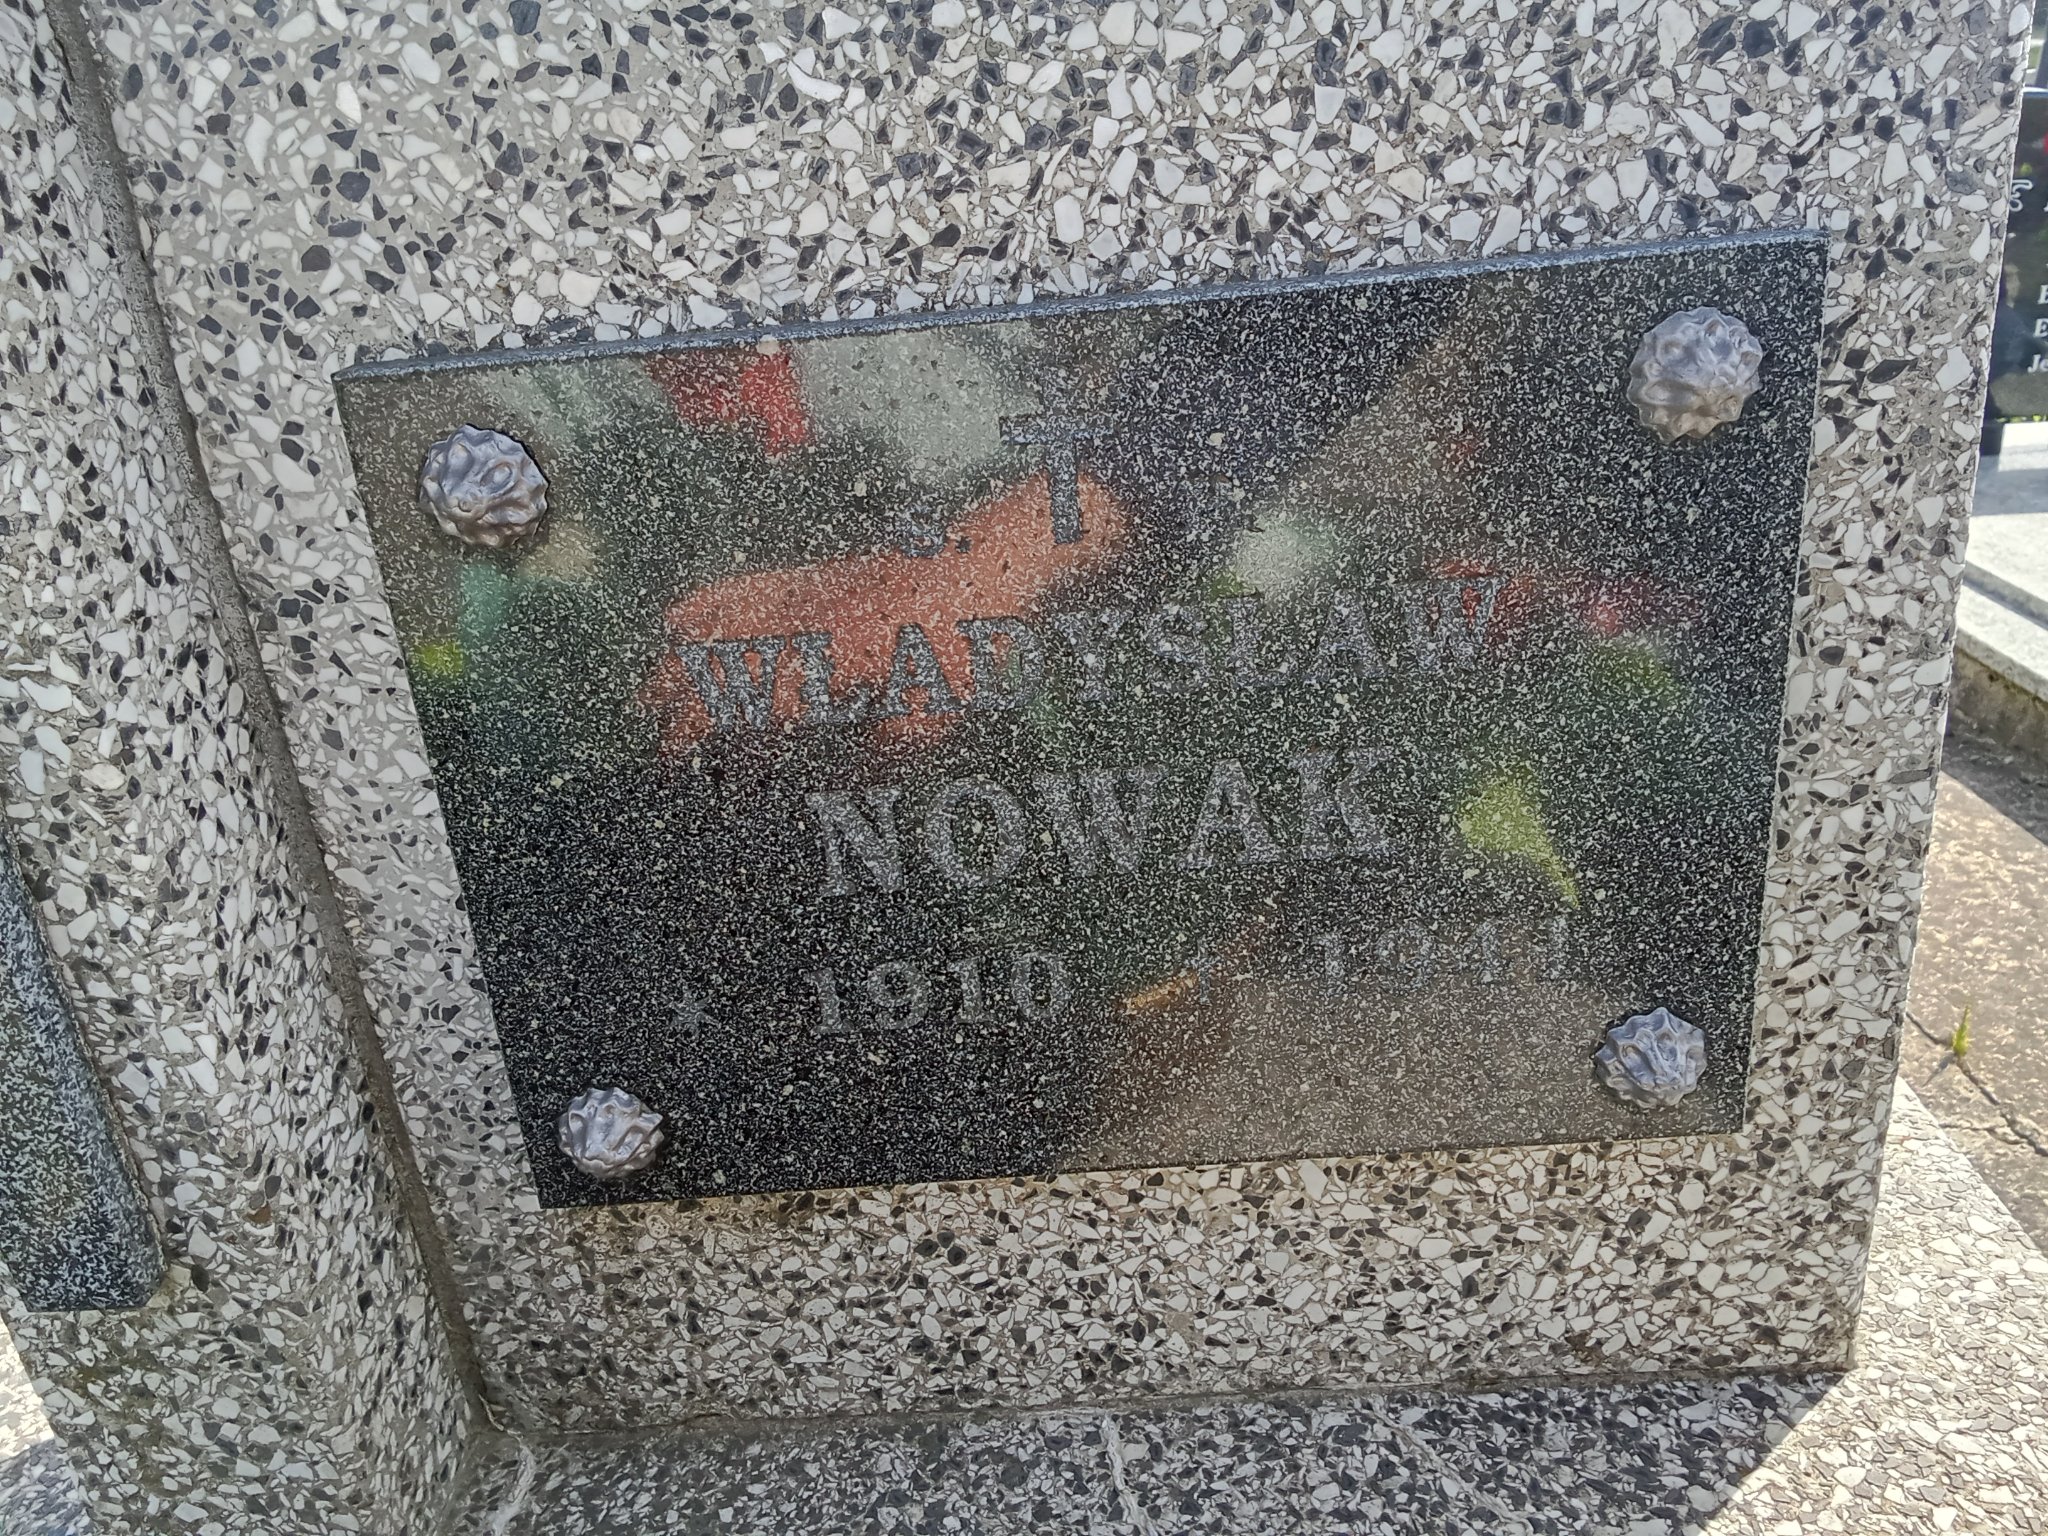 Ś.
WŁADYSŁAW
NOWAK
* 1910 †